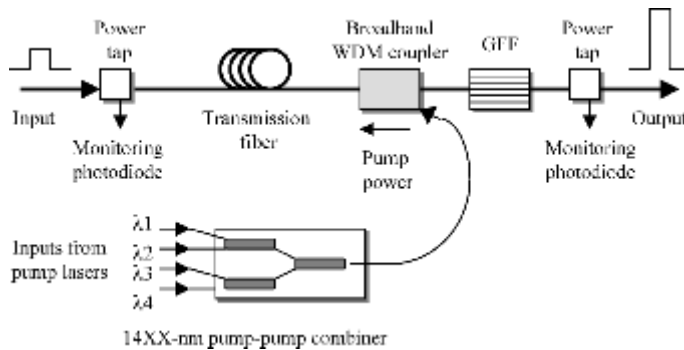 Power
tap
Broadband
WDM coupler
GFF
Power
tap
Input
Transmission
fiber
Output
Monitoring
photodiode
Pump
power
Monitoring
photodiode
λ1
λ2
λ3
λ4
Inputs from
pump lasers
14XX-nm pump-pump combiner